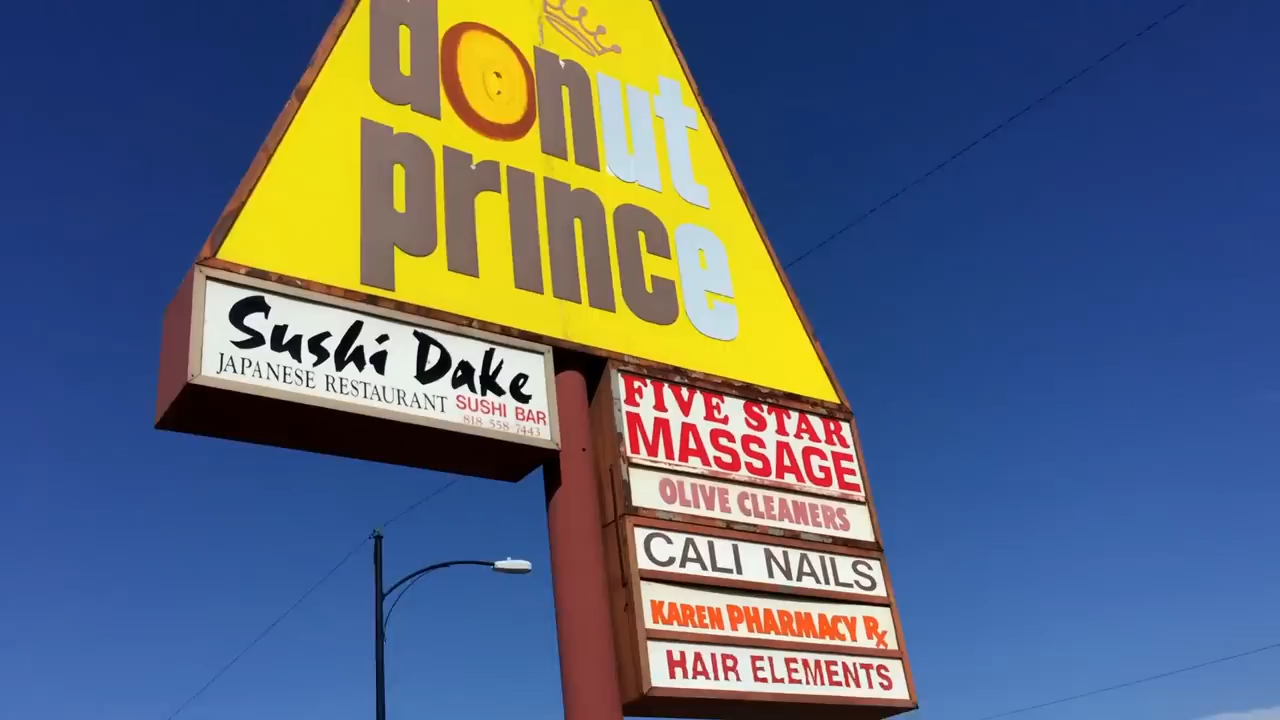 donut
prince
Sushi Dake
JAPANESE RESTAURANT
SUSHI BAR
818 558-7443
FIVE STAR
MASSAGE
OLIVE CLEANERS
CALI NAILS
KAREN PHARMACY Rx
HAIR ELEMENTS